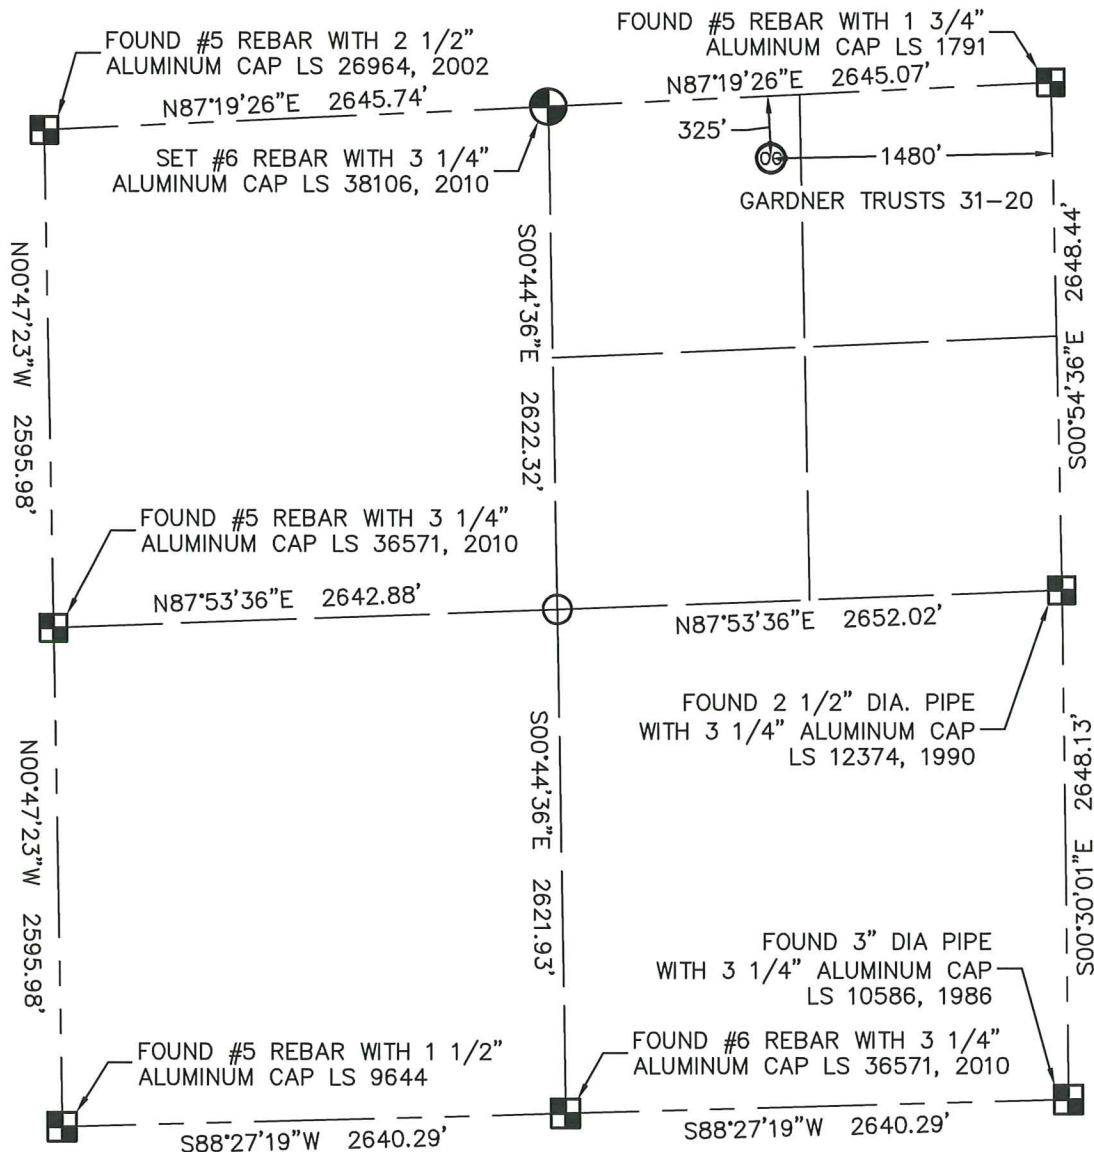 FOUND #5 REBAR WITH 2 1/2”
ALUMINUM CAP LS 26964, 2002
FOUND #5 REBAR WITH 1 3/4”
ALUMINUM CAP LS 1791
N87°19'26”E 2645.74'
N87°19'26”E 2645.07'
325'
OG
1480'
SET #6 REBAR WITH 3 1/4”
ALUMINUM CAP LS 38106, 2010
GARDNER TRUSTS 31-20
N00°47'23”W 2595.98'
S00°44'36”E 2622.32'
S00°54'36”E 2648.44'
FOUND #5 REBAR WITH 3 1/4”
ALUMINUM CAP LS 36571, 2010
N87°53'36”E 2642.88'
N87°53'36”E 2652.02'
FOUND 2 1/2” DIA. PIPE
WITH 3 1/4” ALUMINUM CAP
LS 12374, 1990
N00°47'23”W 2595.98'
S00°44'36”E 2621.93'
S00°30'01”E 2648.13'
FOUND 3” DIA PIPE
WITH 3 1/4” ALUMINUM CAP
LS 10586, 1986
FOUND #5 REBAR WITH 1 1/2”
ALUMINUM CAP LS 9644
FOUND #6 REBAR WITH 3 1/4”
ALUMINUM CAP LS 36571, 2010
S88°27'19”W 2640.29'
S88°27'19”W 2640.29'